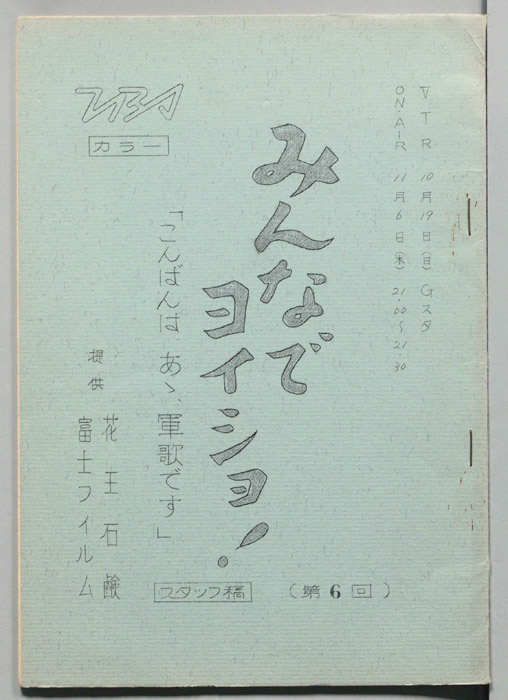 VTR 10月19日(日) Gスタ
ON・AIR 11月6日(木) 21.00〜21.30
みんなで
ヨイショ!
「こんばんは あゝ、軍歌です」
カラー
提供
花王石鹸
富士フイルム
スタッフ稿
(第6回)